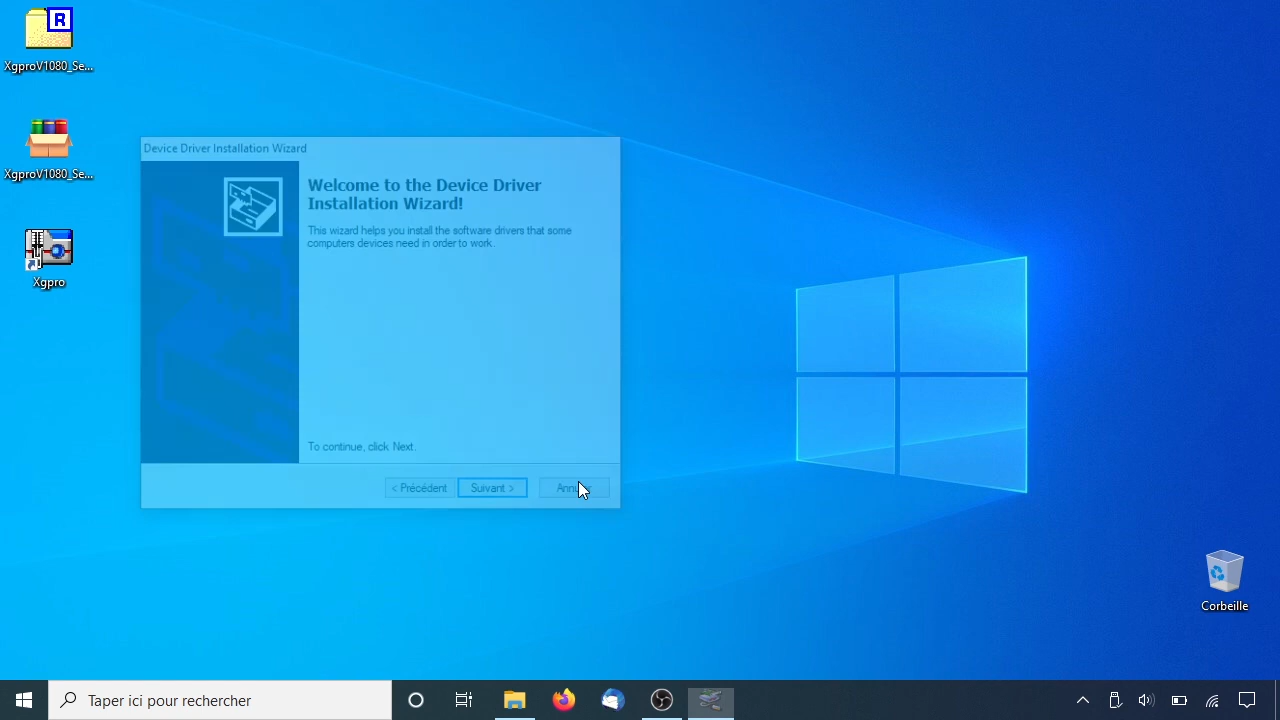 R
XgproV1080_Se...
XgproV1080_Se...
Xgpro
Device Driver Installation Wizard
Welcome to the Device Driver
Installation Wizard!
This wizard helps you install the software drivers that some
computers devices need in order to work.
To continue, click Next.
< Précédent
Suivant >
Corbeille
Taper ici pour rechercher